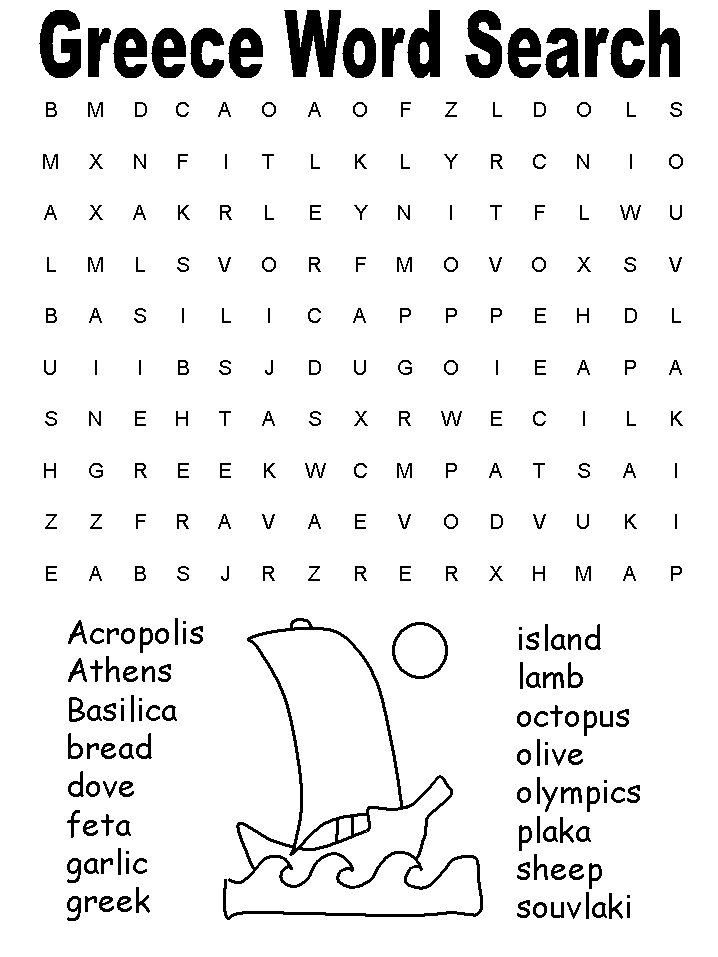 Greece Word Search
B M D C A O A O F Z L D O L S
M X N F I T L K L Y R C N I O
A X A K R L E Y N I T F L W U
L M L S V O R F M O V O X S V
B A S I L I C A P P P E H D L
U I I B S J D U G O I E A P A
S N E H T A S X R W E C I L K
H G R E E K W C M P A T S A I
Z Z F R A V A E V O D V U K I
E A B S J R Z R E R X H M A P
Acropolis
Athens
Basilica
bread
dove
feta
garlic
greek
island
lamb
octopus
olive
olympics
plaka
sheep
souvlaki